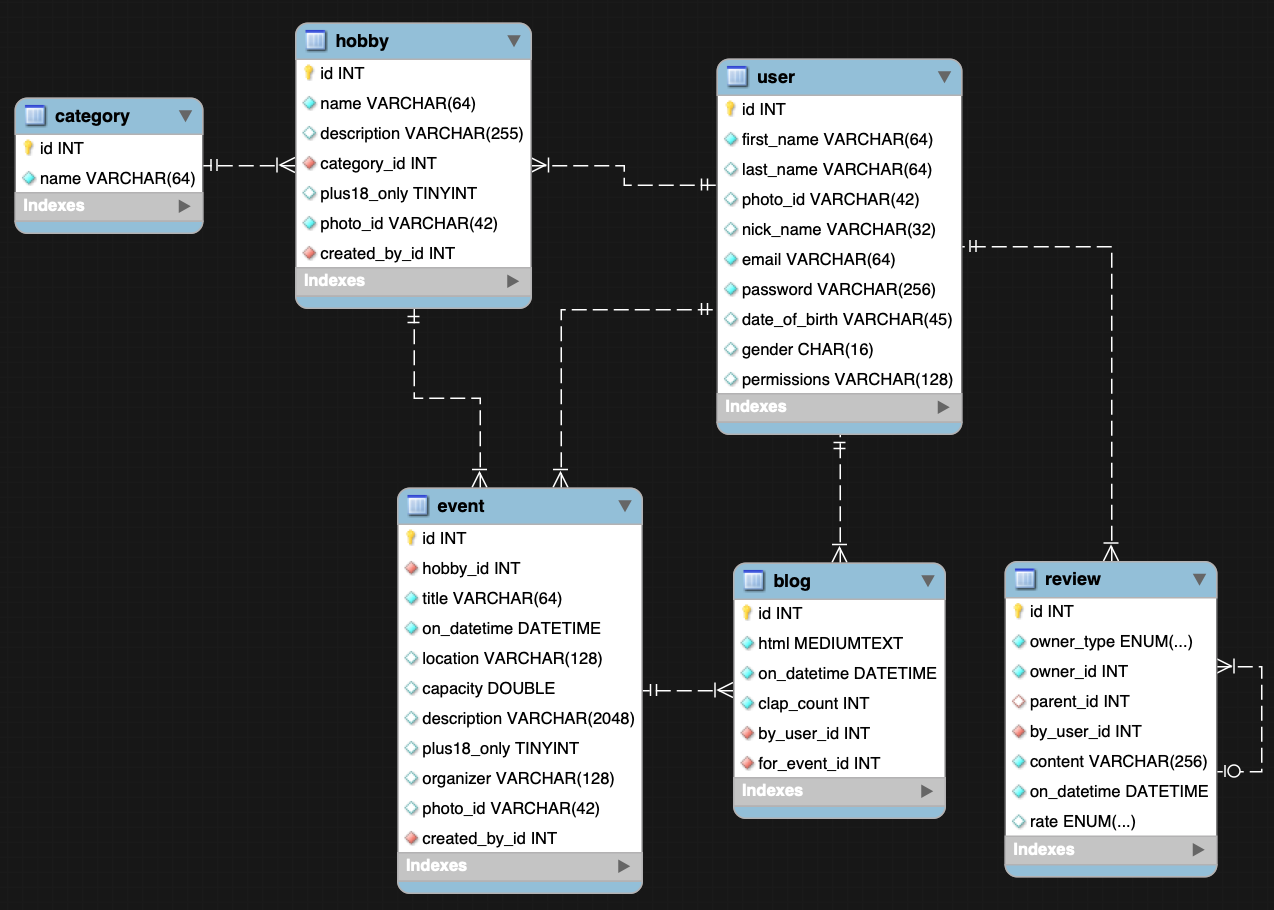 category
id INT
name VARCHAR(64)
Indexes
hobby
id INT
name VARCHAR(64)
description VARCHAR(255)
category_id INT
plus18_only TINYINT
photo_id VARCHAR(42)
created_by_id INT
Indexes
user
id INT
first_name VARCHAR(64)
last_name VARCHAR(64)
photo_id VARCHAR(42)
nick_name VARCHAR(32)
email VARCHAR(64)
password VARCHAR(256)
date_of_birth VARCHAR(45)
gender CHAR(16)
permissions VARCHAR(128)
Indexes
event
id INT
hobby_id INT
title VARCHAR(64)
on_datetime DATETIME
location VARCHAR(128)
capacity DOUBLE
description VARCHAR(2048)
plus18_only TINYINT
organizer VARCHAR(128)
photo_id VARCHAR(42)
created_by_id INT
Indexes
blog
id INT
html MEDIUMTEXT
on_datetime DATETIME
clap_count INT
by_user_id INT
for_event_id INT
Indexes
review
id INT
owner_type ENUM(...)
owner_id INT
parent_id INT
by_user_id INT
content VARCHAR(256)
on_datetime DATETIME
rate ENUM(...)
Indexes